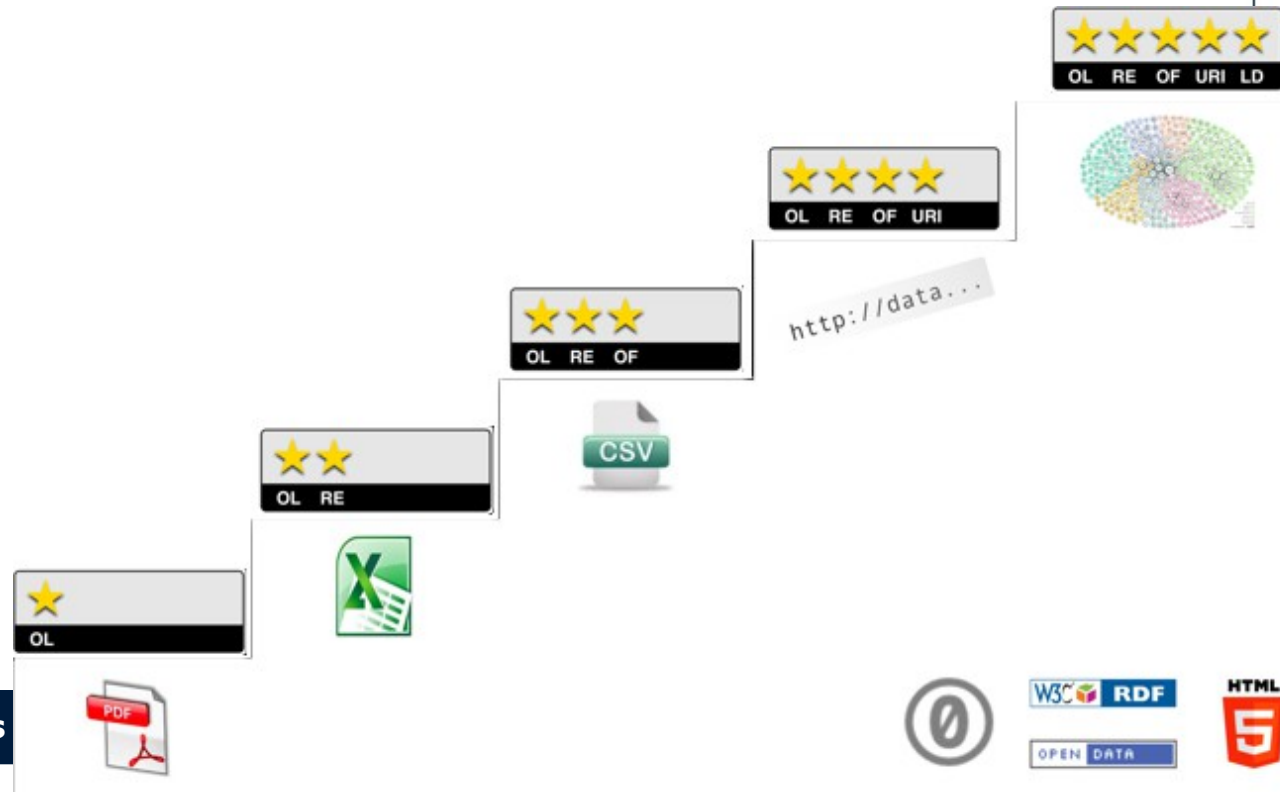 OL RE OF URI LD
OL RE OF URI
http://data...
OL RE OF
CSV
OL RE
X
OL
PDF
s
0
W3C RDF
OPEN DATA
HTML
5